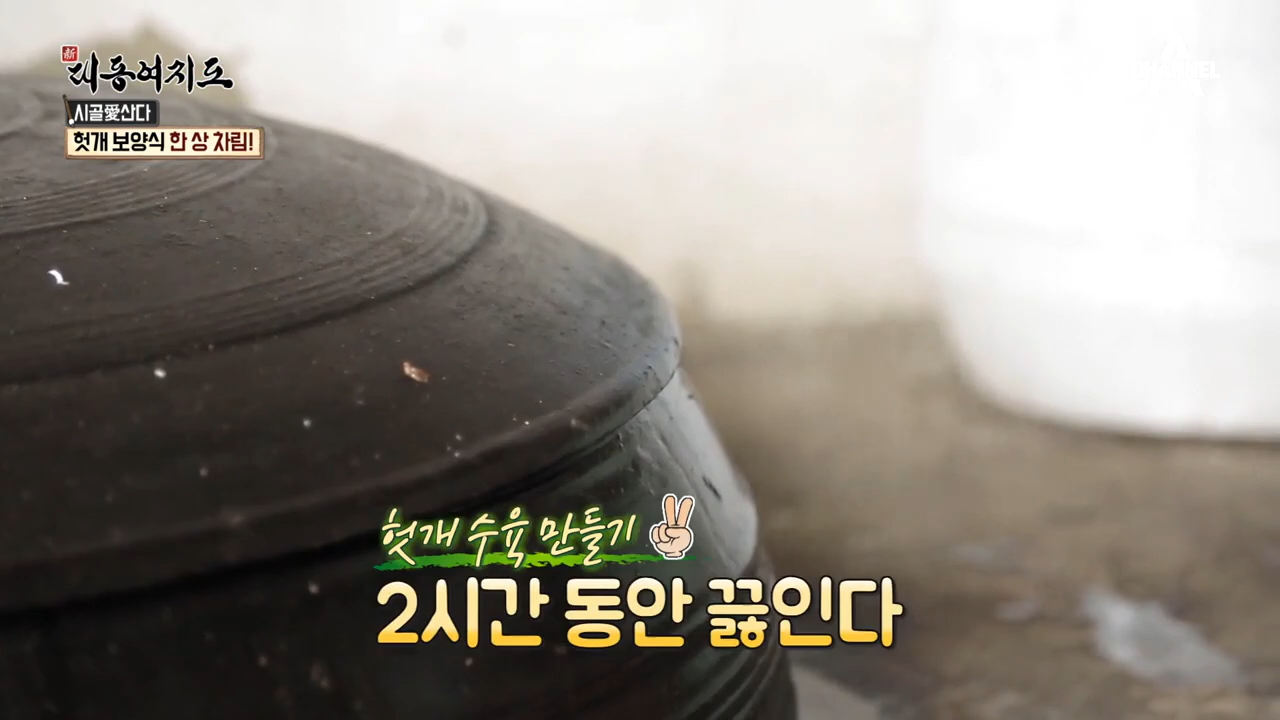 新
대동여지도
시골愛산다
헛개 보양식 한 상 차림!
CHANNEL A
헛개 수육 만들기
2시간 동안 끓인다